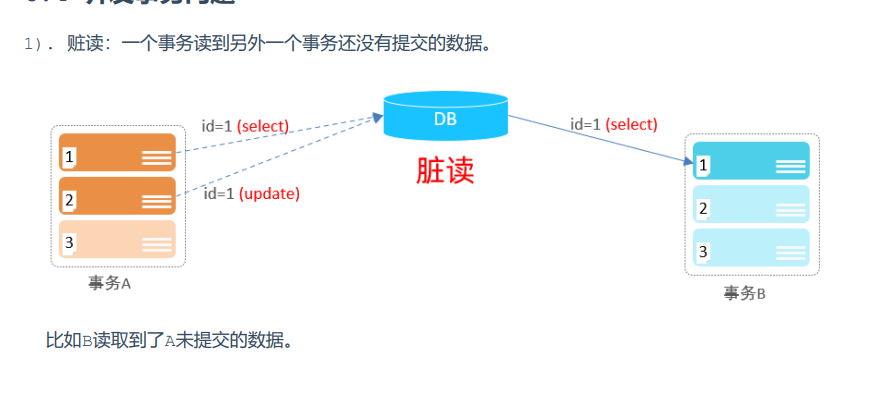 1). 赃读：一个事务读到另外一个事务还没有提交的数据。
id=1 (select)
DB
id=1 (select)
脏读
1
2
3
id=1 (update)
1
2
3
事务A
事务B
比如B读取到了A未提交的数据。